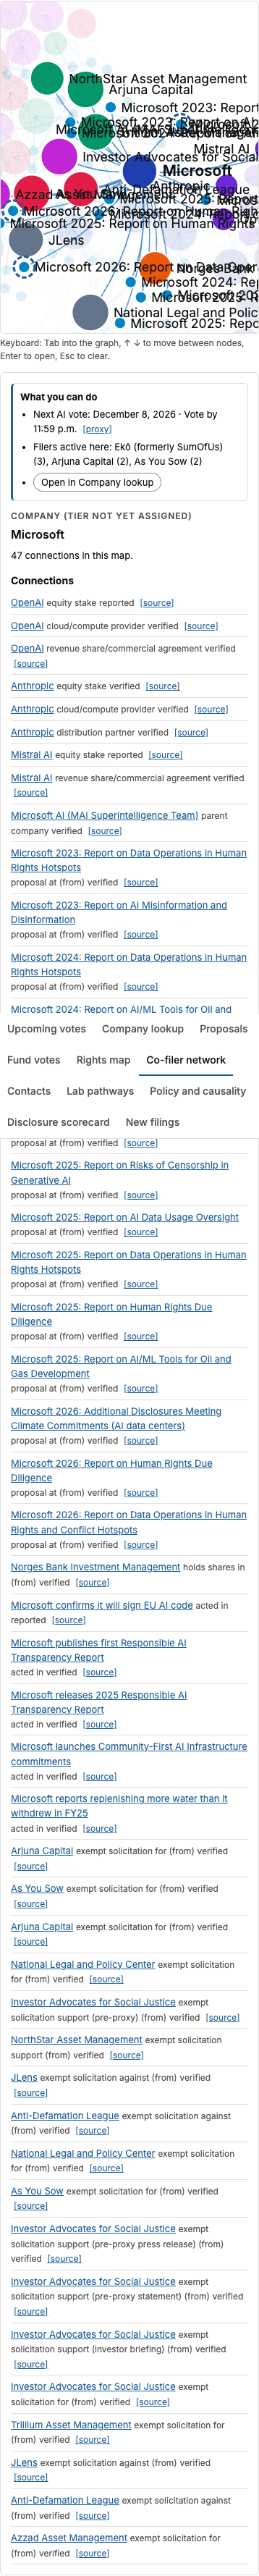 NorthStar Asset Management
Arjuna Capital
Microsoft 2023: Report
Mistral AI
Investor Advocates for Social
Microsoft
Anti-Defamation League
JLens
Microsoft 2026: Report on Data Oper
Norges Bank
Microsoft 2024: Rep
National Legal and Policy
Microsoft 2025: Repo
Keyboard: Tab into the graph, ↑ ↓ to move between nodes,
Enter to open, Esc to clear.
What you can do
• Next AI vote: December 8, 2026 · Vote by
11:59 p.m. [proxy]
• Filers active here: Ekō (formerly SumOfUs)
(3), Arjuna Capital (2), As You Sow (2)
• Open in Company lookup
COMPANY (TIER NOT YET ASSIGNED)
Microsoft
47 connections in this map.
Connections
OpenAI equity stake reported [source]
OpenAI cloud/compute provider verified [source]
OpenAI revenue share/commercial agreement verified
[source]
Anthropic equity stake verified [source]
Anthropic cloud/compute provider verified [source]
Anthropic distribution partner verified [source]
Mistral AI equity stake reported [source]
Mistral AI revenue share/commercial agreement verified
[source]
Microsoft AI (MAI Superintelligence Team) parent
company verified [source]
Microsoft 2023: Report on Data Operations in Human
Rights Hotspots
proposal at (from) verified [source]
Microsoft 2023: Report on AI Misinformation and
Disinformation
proposal at (from) verified [source]
Microsoft 2024: Report on Data Operations in Human
Rights Hotspots
proposal at (from) verified [source]
Microsoft 2024: Report on AI/ML Tools for Oil and
Upcoming votes Company lookup Proposals
Fund votes Rights map Co-filer network
Contacts Lab pathways Policy and causality
Disclosure scorecard New filings
proposal at (from) verified [source]
Microsoft 2025: Report on Risks of Censorship in
Generative AI
proposal at (from) verified [source]
Microsoft 2025: Report on AI Data Usage Oversight
proposal at (from) verified [source]
Microsoft 2025: Report on Data Operations in Human
Rights Hotspots
proposal at (from) verified [source]
Microsoft 2025: Report on Human Rights Due
Diligence
proposal at (from) verified [source]
Microsoft 2025: Report on AI/ML Tools for Oil and
Gas Development
proposal at (from) verified [source]
Microsoft 2026: Additional Disclosures Meeting
Climate Commitments (AI data centers)
proposal at (from) verified [source]
Microsoft 2026: Report on Human Rights Due
Diligence
proposal at (from) verified [source]
Microsoft 2026: Report on Data Operations in Human
Rights and Conflict Hotspots
proposal at (from) verified [source]
Norges Bank Investment Management holds shares in
(from) verified [source]
Microsoft confirms it will sign EU AI code acted in
reported [source]
Microsoft publishes first Responsible AI
Transparency Report
acted in verified [source]
Microsoft releases 2025 Responsible AI
Transparency Report
acted in verified [source]
Microsoft launches Community-First AI Infrastructure
commitments
acted in verified [source]
Microsoft reports replenishing more water than it
withdrew in FY25
acted in verified [source]
Arjuna Capital exempt solicitation for (from) verified
[source]
As You Sow exempt solicitation for (from) verified
[source]
Arjuna Capital exempt solicitation for (from) verified
[source]
National Legal and Policy Center exempt solicitation
for (from) verified [source]
Investor Advocates for Social Justice exempt
solicitation support (pre-proxy) (from) verified [source]
NorthStar Asset Management exempt solicitation
support (from) verified [source]
JLens exempt solicitation against (from) verified
[source]
Anti-Defamation League exempt solicitation against
(from) verified [source]
National Legal and Policy Center exempt solicitation
for (from) verified [source]
As You Sow exempt solicitation for (from) verified
[source]
Investor Advocates for Social Justice exempt
solicitation support (pre-proxy press release) (from)
verified [source]
Investor Advocates for Social Justice exempt
solicitation support (pre-proxy statement) (from) verified
[source]
Investor Advocates for Social Justice exempt
solicitation support (investor briefing) (from) verified
[source]
Investor Advocates for Social Justice exempt
solicitation for (from) verified [source]
Trillium Asset Management exempt solicitation for
(from) verified [source]
JLens exempt solicitation against (from) verified
[source]
Anti-Defamation League exempt solicitation against
(from) verified [source]
Azzad Asset Management exempt solicitation for
(from) verified [source]